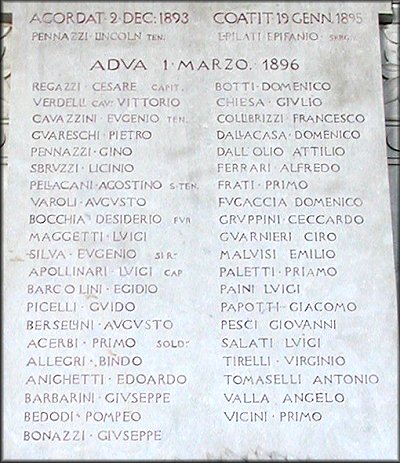 AGORDAT·2·DEC·1893
PENNAZZI·LINCOLN TEN.
COATIT 19 GENN. 1895
EPILATI·EPIFANIO·SERG.
ADVA 1·MARZO. 1896
REGAZZI·CESARE CAPIT.
VERDELLI CAV·VITTORIO
CAVAZZINI·EVGENIO TEN.
GVARESCHI·PIETRO
PENNAZZI·GINO
SBRVZZI·LICINIO
PELLACANI·AGOSTINO S·TEN.
VAROLI·AVGVSTO
BOCCHIA·DESIDERIO FVR
MAGGETTI·LVIGI
SILVA·EVGENIO
APOLLINARI·LVIGI CAP
BARCOLINI·EGIDIO
PICELLI·GVIDO
BERSELLINI·AVGVSTO
ACERBI·PRIMO SOLD.
ALLEGRI·BINDO
ANIGHETTI·EDOARDO
BARBARINI·GIVSEPPE
BEDODI·POMPEO
BONAZZI·GIVSEPPE
BOTTI·DOMENICO
CHIESA·GIVLIO
COLLIBRIZZI·FRANCESCO
DALLACASA·DOMENICO
DALL'OLIO ATTILIO
FERRARI·ALFREDO
FRATI·PRIMO
FVGACCIA DOMENICO
GRVPPINI·CECCARDO
GVARNIERI CIRO
MALVISI EMILIO
PALETTI·PRIAMO
PAINI LVIGI
PAPOTTI·GIACOMO
PESCI GIOVANNI
SALATI LVIGI
TIRELLI·VIRGINIO
TOMASELLI ANTONIO
VALLA ANGELO
VICINI·PRIMO